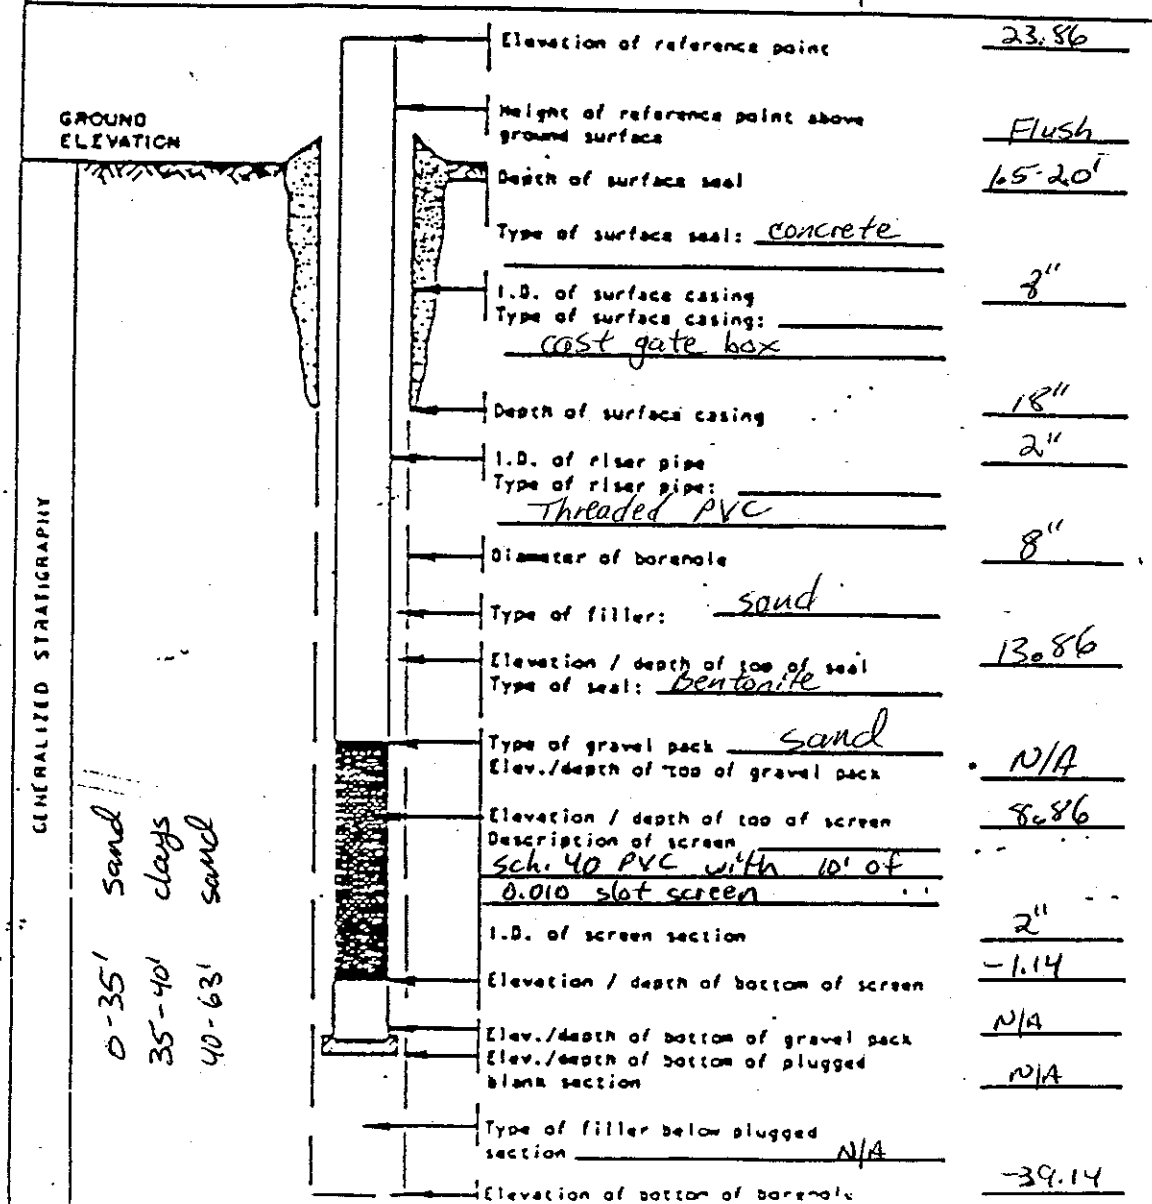 Elevation of reference point 23.86
GROUND
ELEVATION
Height of reference point above
ground surface Flush
Depth of surface seal 1.5-2.0'
Type of surface seal: concrete
I.D. of surface casing
Type of surface casing:
cast gate box
Depth of surface casing 18"
I.D. of riser pipe 2"
Type of riser pipe:
Threaded PVC
Diameter of borehole 8"
Type of filler: sand
Elevation / depth of top of seal 13.86
Type of seal: Bentonite
Type of gravel pack sand
Elev./depth of top of gravel pack N/A
Elevation / depth of top of screen 8.86
Description of screen
Sch. 40 PVC with 10' of
0.010 slot screen
I.D. of screen section 2"
Elevation / depth of bottom of screen -1.14
Elev./depth of bottom of gravel pack N/A
Elev./depth of bottom of plugged
blank section N/A
Type of filler below plugged
section N/A
Elevation of bottom of borehole -39.14
GENERALIZED STRATIGRAPHY
0-35' sand
35-40' clays
40-63' sand